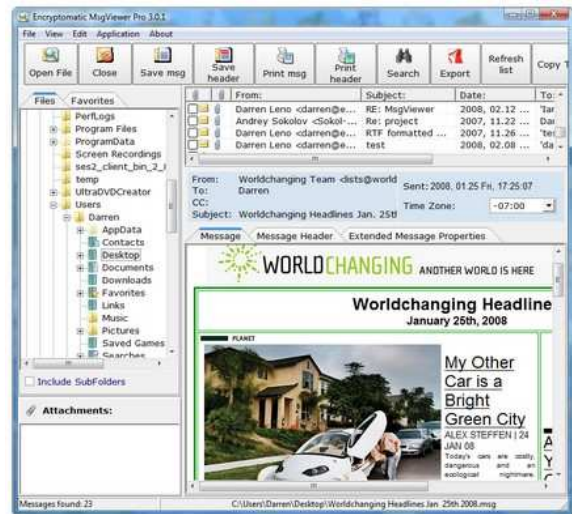 Encryptomatic MsgViewer Pro 3.0.1
File View Edit Application About
Open File Close Save msg Save header Print msg Print header Search Export Refresh list Copy T
Files Favorites
PerfLogs
Program Files
ProgramData
Screen Recordings
ses2_client_bin_2_
temp
UltraDVDCreator
Users
Darren
AppData
Contacts
Desktop
Documents
Downloads
Favorites
Links
Music
Pictures
Saved Games
Searches
Include SubFolders
Attachments:
From: Subject: Date: To:
Darren Leno <darren@e... RE: MsgViewer 2008, 02.12 ... 'Iar
Andrey Sokolov <Sokol-... Re: project 2007, 11.22 ... Dar
Darren Leno <darren@e... RTF formatted ... 2007, 11.26 ... 'te
Darren Leno <darren@e... test 2008, 02.08 ... 'da
From: Worldchanging Team <lists@world
To: Darren
CC:
Subject: Worldchanging Headlines Jan. 25th
Sent: 2008, 01.25 Fri, 17:25:07
Time Zone: -07:00
Message Message Header Extended Message Properties
WORLDCHANGING ANOTHER WORLD IS HERE
Worldchanging Headline
January 25th, 2008
PLANET
My Other
Car is a
Bright
Green City
ALEX STEFFEN | 24
JAN 08
Today's cars are costly,
dangerous and an
ecological nightmare.
A
Y
Messages found: 23 C:\Users\Darren\Desktop\Worldchanging Headlines Jan 25th 2008.msg